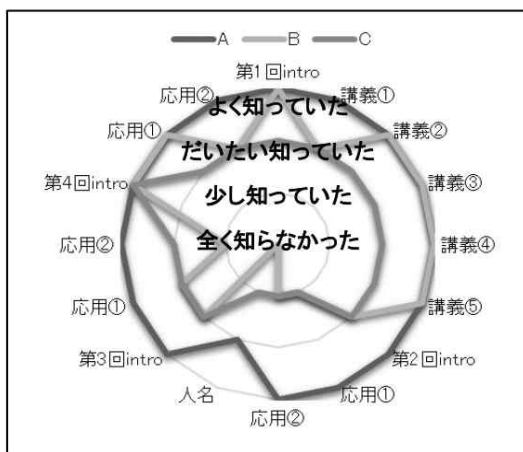 A B C
第1回intro
講義①
講義②
講義③
講義④
講義⑤
第2回intro
応用①
応用②
人名
第3回intro
応用①
応用②
第4回intro
応用①
応用②
よく知っていた
だいたい知っていた
少し知っていた
全く知らなかった